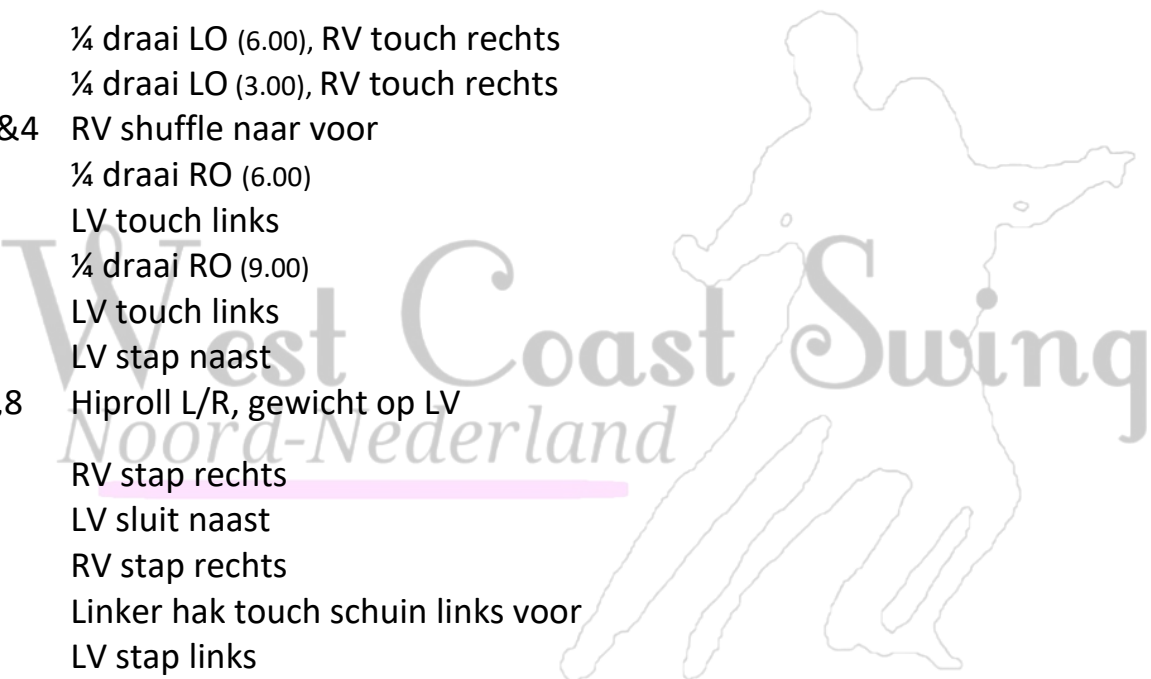 ¼ draai LO (6.00), RV touch rechts
¼ draai LO (3.00), RV touch rechts
&4 RV shuffle naar voor
¼ draai RO (6.00)
LV touch links
¼ draai RO (9.00)
LV touch links
LV stap naast
,8 Hiproll L/R, gewicht op LV
West Coast Swing
Noord-Nederland
RV stap rechts
LV sluit naast
RV stap rechts
Linker hak touch schuin links voor
LV stap links